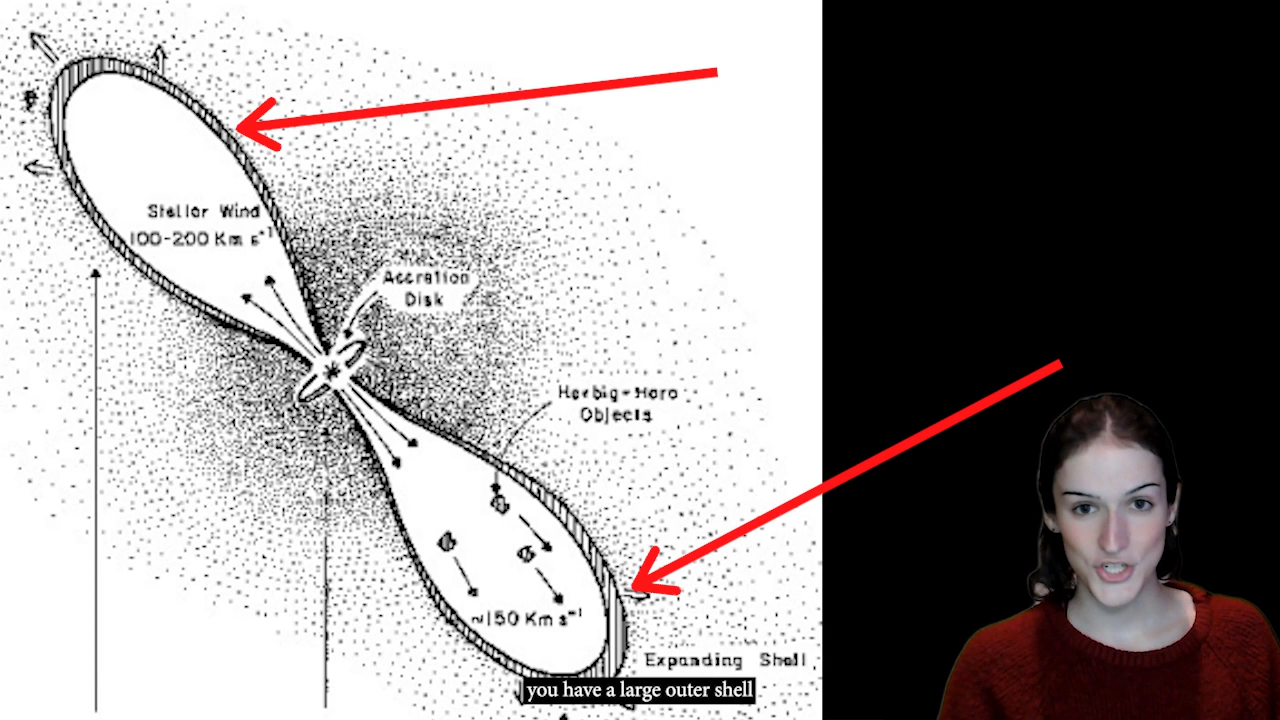 Stellar Wind
100-200 Km s⁻¹
Accretion
Disk
Herbig-Haro
Objects
~150 Km s⁻¹
Expanding Shell
you have a large outer shell